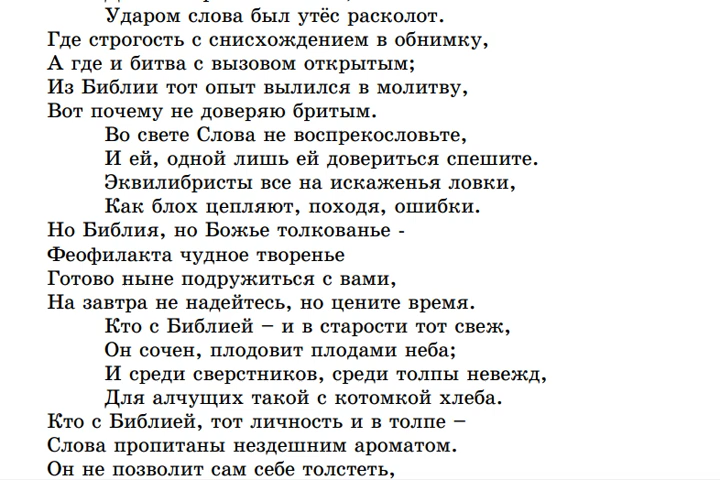 Ударом слова был утёс расколот.
Где строгость с снисхождением в обнимку,
А где и битва с вызовом открытым;
Из Библии тот опыт вылился в молитву,
Вот почему не доверяю бритым.
Во свете Слова не воспрекословьте,
И ей, одной лишь ей довериться спешите.
Эквилибристы все на искаженья ловки,
Как блох цепляют, походя, ошибки.
Но Библия, но Божье толкованье -
Феофилакта чудное творенье
Готово ныне подружиться с вами,
На завтра не надейтесь, но цените время.
Кто с Библией – и в старости тот свеж,
Он сочен, плодовит плодами неба;
И среди сверстников, среди толпы невежд,
Для алчущих такой с котомкой хлеба.
Кто с Библией, тот личность и в толпе –
Слова пропитаны нездешним ароматом.
Он не позволит сам себе толстеть,